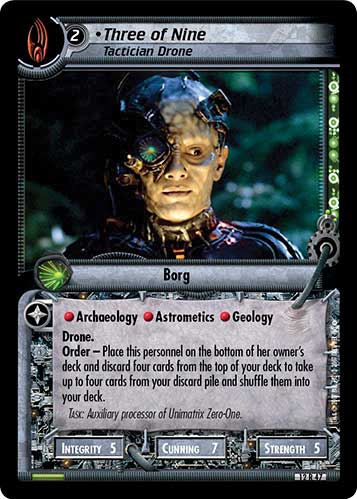 2
•Three of Nine
Tactician Drone
Borg
Archaeology Astrometics Geology
Drone.
Order – Place this personnel on the bottom of her owner's
deck and discard four cards from the top of your deck to take
up to four cards from your discard pile and shuffle them into
your deck.
TASK: Auxiliary processor of Unimatrix Zero-One.
INTEGRITY 5 CUNNING 7 STRENGTH 5
12 R 47